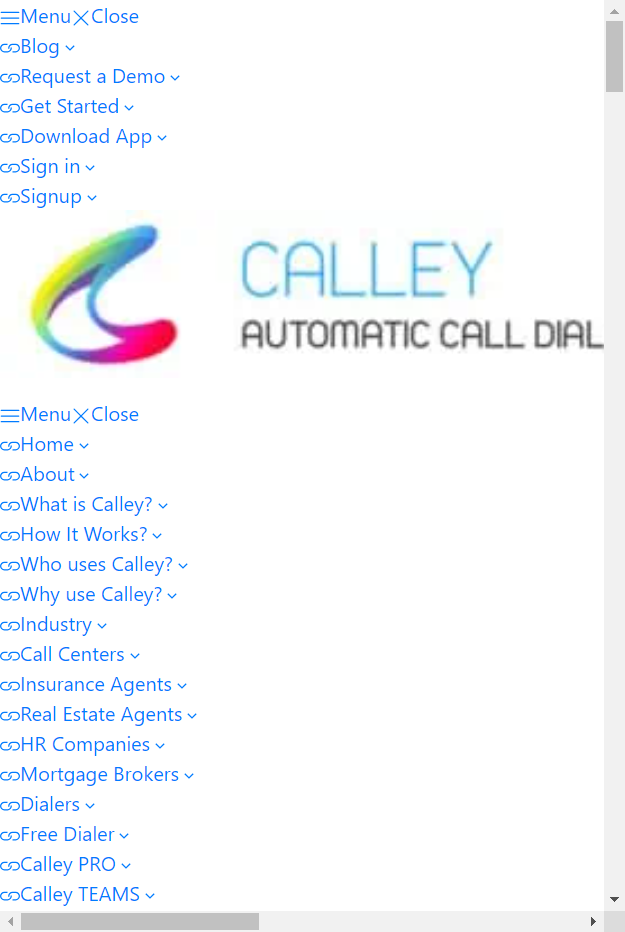 Menu Close
Blog
Request a Demo
Get Started
Download App
Sign in
Signup
CALLEY
AUTOMATIC CALL DIAL
Menu Close
Home
About
What is Calley?
How It Works?
Who uses Calley?
Why use Calley?
Industry
Call Centers
Insurance Agents
Real Estate Agents
HR Companies
Mortgage Brokers
Dialers
Free Dialer
Calley PRO
Calley TEAMS